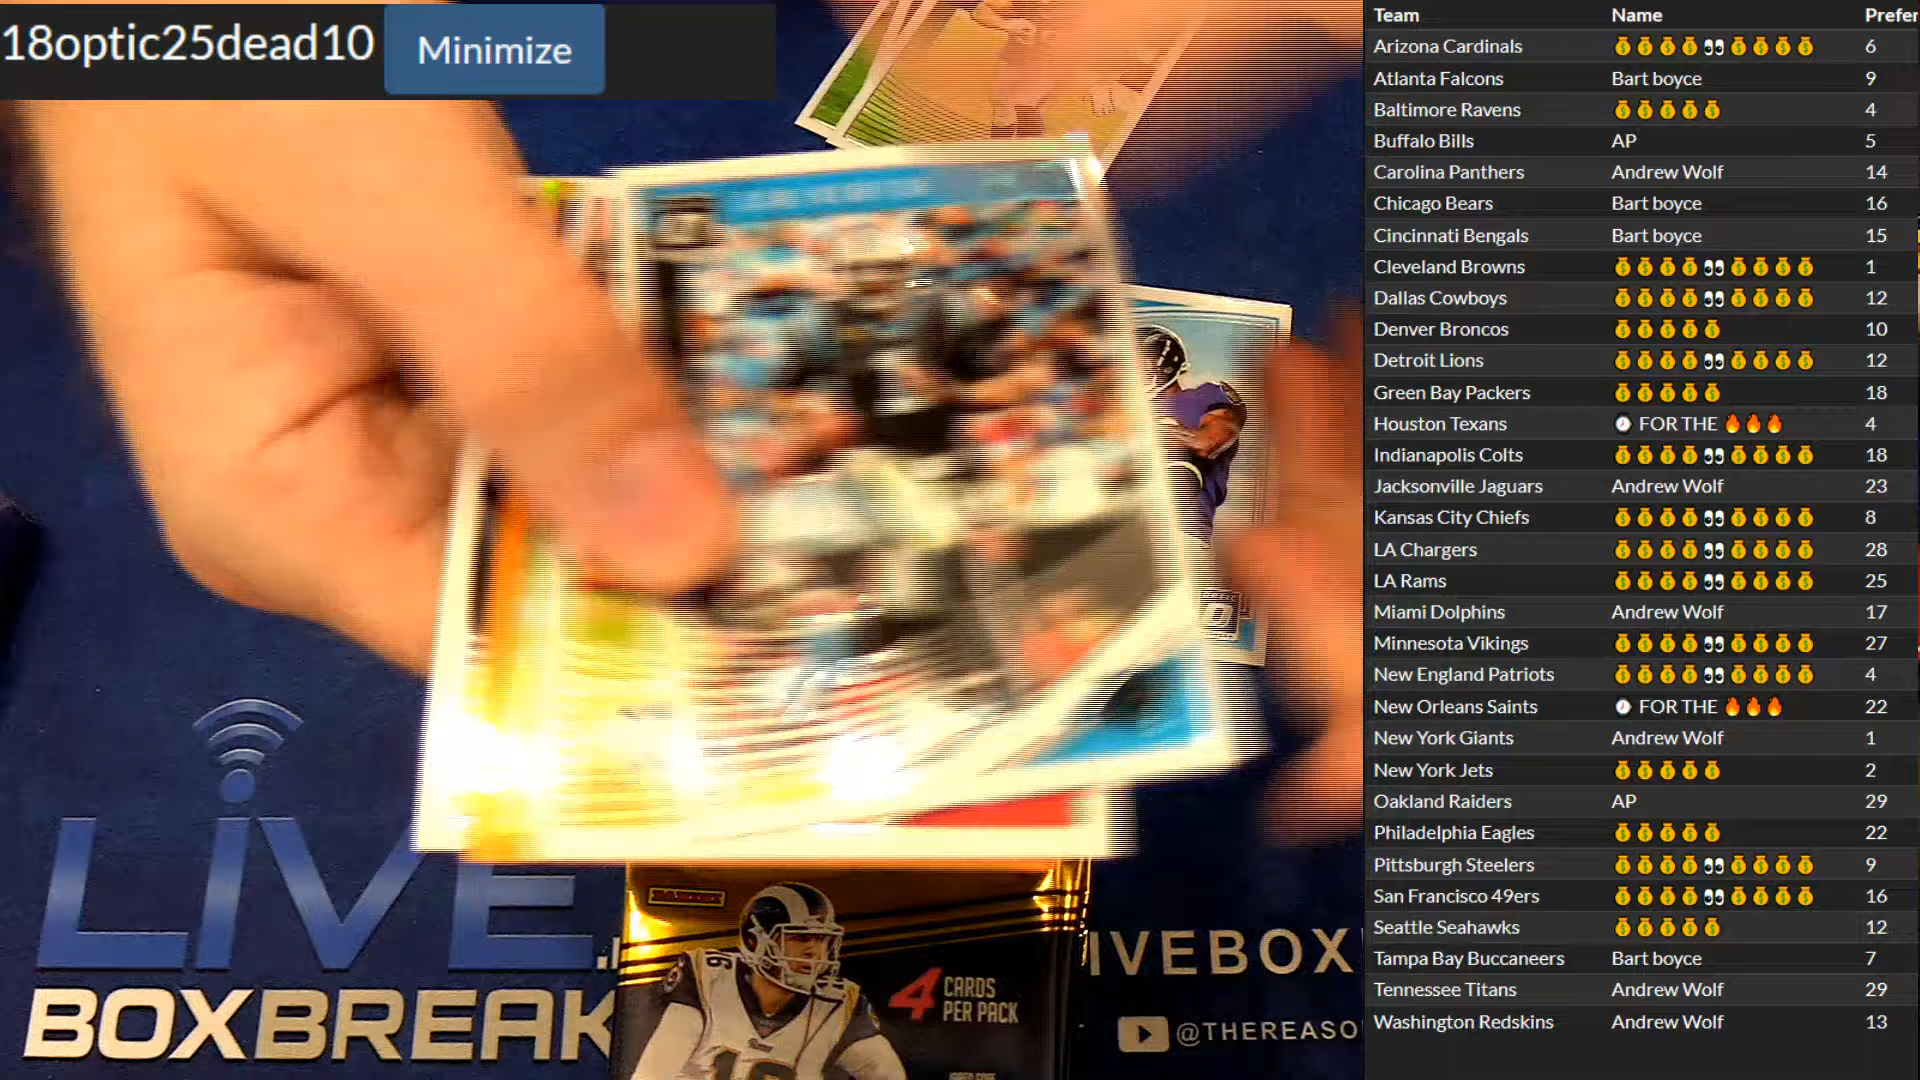 18optic25dead10 Minimize
Team Name Prefer
Arizona Cardinals 💰💰💰💰👀💰💰💰💰 6
Atlanta Falcons Bart boyce 9
Baltimore Ravens 💰💰💰💰💰 4
Buffalo Bills AP 5
Carolina Panthers Andrew Wolf 14
Chicago Bears Bart boyce 16
Cincinnati Bengals Bart boyce 15
Cleveland Browns 💰💰💰💰👀💰💰💰💰 1
Dallas Cowboys 💰💰💰💰👀💰💰💰💰 12
Denver Broncos 💰💰💰💰💰 10
Detroit Lions 💰💰💰💰👀💰💰💰💰 12
Green Bay Packers 💰💰💰💰💰 18
Houston Texans 🕗 FOR THE 🔥🔥🔥 4
Indianapolis Colts 💰💰💰💰👀💰💰💰💰 18
Jacksonville Jaguars Andrew Wolf 23
Kansas City Chiefs 💰💰💰💰👀💰💰💰💰 8
LA Chargers 💰💰💰💰👀💰💰💰💰 28
LA Rams 💰💰💰💰👀💰💰💰💰 25
Miami Dolphins Andrew Wolf 17
Minnesota Vikings 💰💰💰💰👀💰💰💰💰 27
New England Patriots 💰💰💰💰👀💰💰💰💰 4
New Orleans Saints 🕗 FOR THE 🔥🔥🔥 22
New York Giants Andrew Wolf 1
New York Jets 💰💰💰💰💰 2
Oakland Raiders AP 29
Philadelphia Eagles 💰💰💰💰💰 22
Pittsburgh Steelers 💰💰💰💰👀💰💰💰💰 9
San Francisco 49ers 💰💰💰💰👀💰💰💰💰 16
Seattle Seahawks 💰💰💰💰💰 12
Tampa Bay Buccaneers Bart boyce 7
Tennessee Titans Andrew Wolf 29
Washington Redskins Andrew Wolf 13
LIVE.
BOXBREAK
4 CARDS
PER PACK
16
IVEBOX
@THEREASO